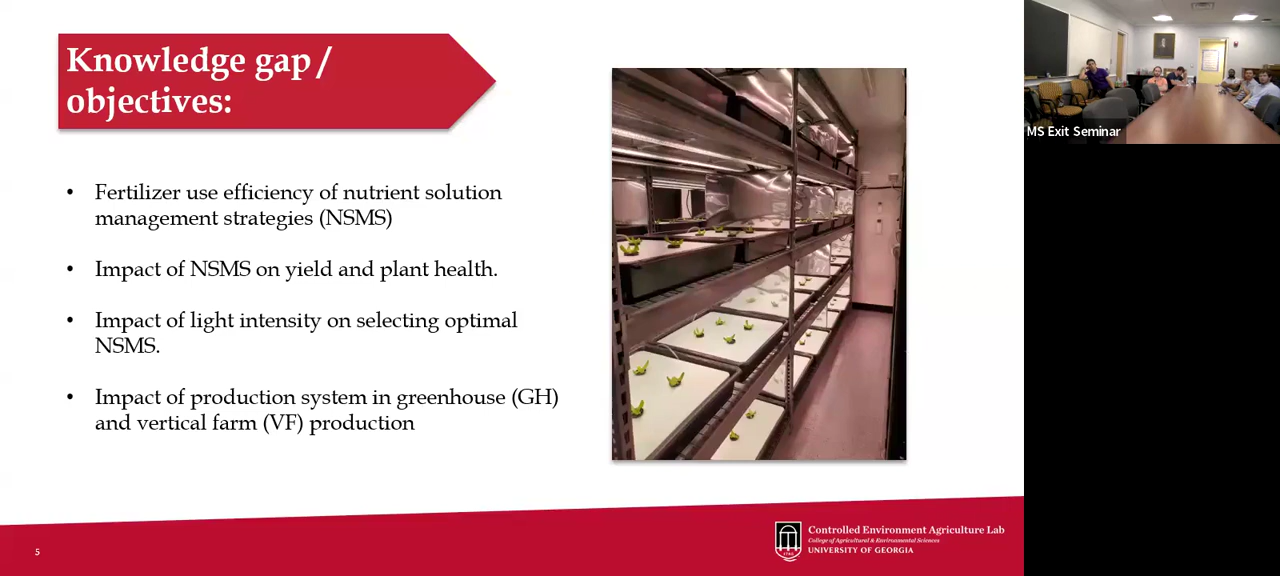 Knowledge gap /
objectives:
• Fertilizer use efficiency of nutrient solution
management strategies (NSMS)
• Impact of NSMS on yield and plant health.
• Impact of light intensity on selecting optimal
NSMS.
• Impact of production system in greenhouse (GH)
and vertical farm (VF) production
5
1785
Controlled Environment Agriculture Lab
College of Agricultural & Environmental Sciences
UNIVERSITY OF GEORGIA
MS Exit Seminar